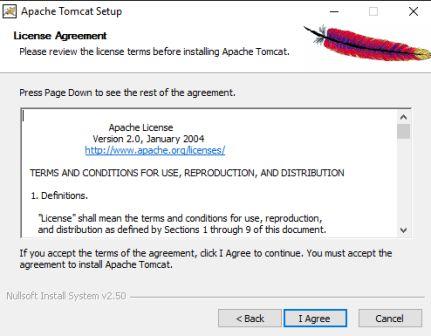 Apache Tomcat Setup
License Agreement
Please review the license terms before installing Apache Tomcat.
Press Page Down to see the rest of the agreement.
Apache License
Version 2.0, January 2004
http://www.apache.org/licenses/
TERMS AND CONDITIONS FOR USE, REPRODUCTION, AND DISTRIBUTION
1. Definitions.
"License" shall mean the terms and conditions for use, reproduction,
and distribution as defined by Sections 1 through 9 of this document.
If you accept the terms of the agreement, click I Agree to continue. You must accept the
agreement to install Apache Tomcat.
Nullsoft Install System v2.50
< Back
I Agree
Cancel